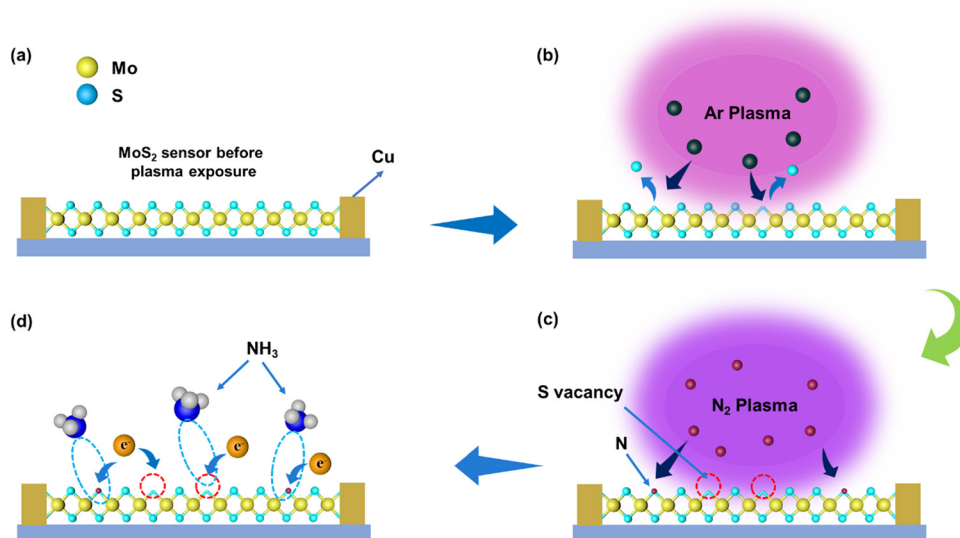 (a)
Mo
S
MoS₂ sensor before
plasma exposure
Cu
(b)
Ar Plasma
(d)
NH₃
e⁻
e⁻
e⁻
(c)
N₂ Plasma
S vacancy
N